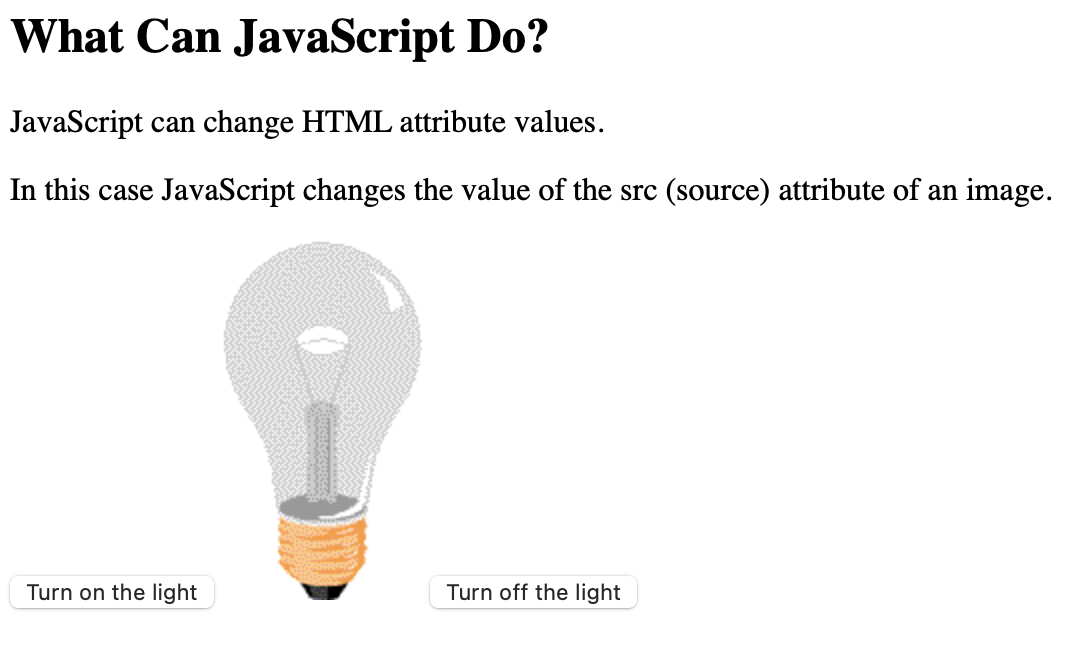 What Can JavaScript Do?
JavaScript can change HTML attribute values.
In this case JavaScript changes the value of the src (source) attribute of an image.
Turn on the light
Turn off the light